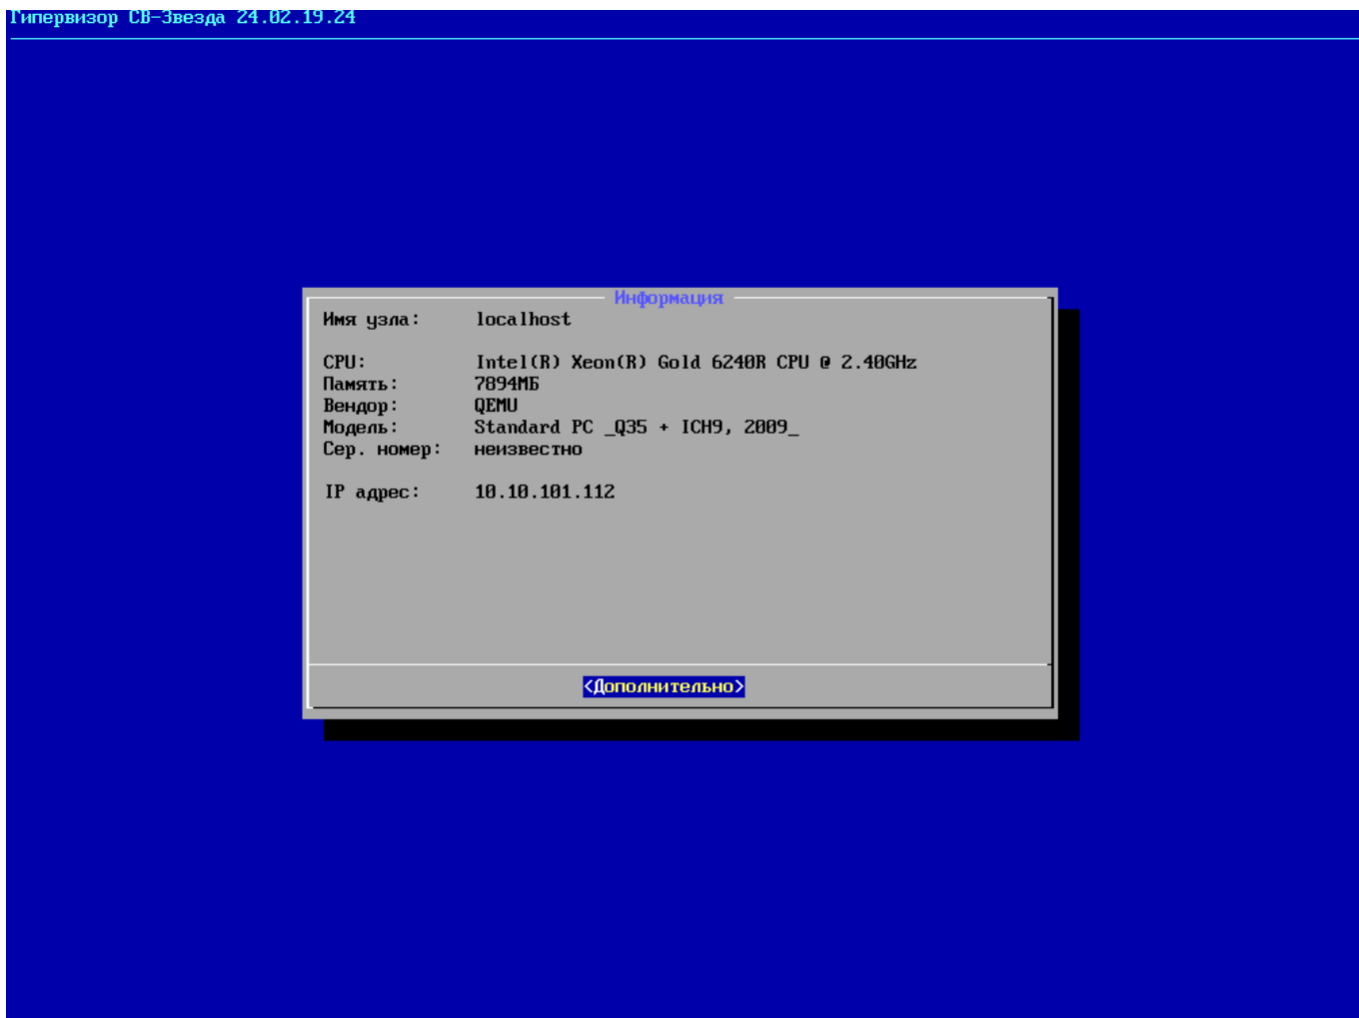 Гипервизор СВ-Звезда 24.02.19.24
Информация
Имя узла: localhost
CPU: Intel(R) Xeon(R) Gold 6240R CPU @ 2.40GHz
Память: 7894МБ
Вендор: QEMU
Модель: Standard PC _Q35 + ICH9, 2009_
Сер. номер: неизвестно
IP адрес: 10.10.101.112
<Дополнительно>